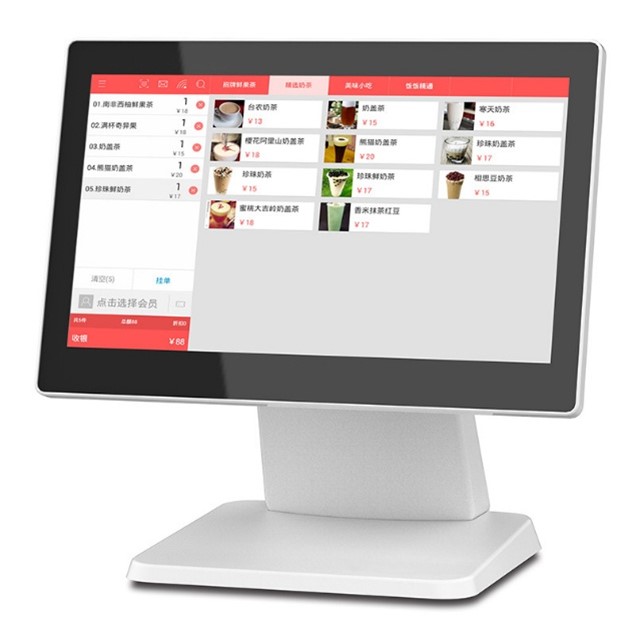 招牌鲜果茶 精选奶茶 美味小吃
01.南非西柚鲜果茶 1
￥18
02.满杯奇异果 1
￥18
03.奶盖茶 1
￥15
04.熊猫奶盖茶 1
￥20
05.珍珠鲜奶茶 1
￥17
台农奶茶
￥13
奶盖茶
￥15
寒天奶茶
￥16
樱花阿里山奶盖茶
￥18
熊猫奶盖茶
￥20
珍珠奶盖茶
￥17
珍珠奶茶
￥15
珍珠鲜奶茶
￥17
相思豆奶茶
￥15
蜜桃大吉岭奶盖茶
￥18
香米抹茶红豆
￥17
清空(5) 挂单
点击选择会员
共5件 总额88 折扣0
收银 ￥88